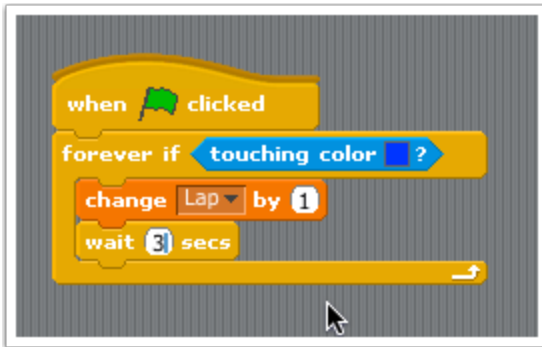 when clicked
forever if touching color ?
change Lap by 1
wait 3 secs